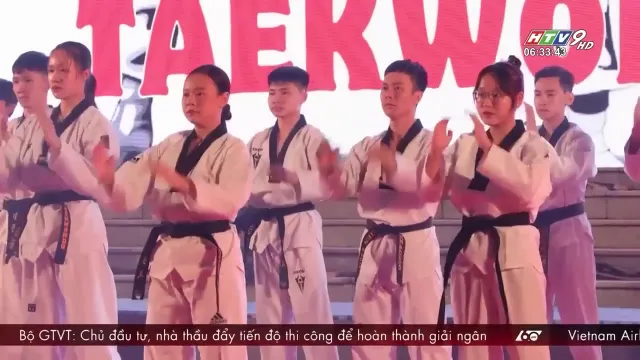 TAEKWO
HTV9 HD
06:33:43
Bộ GTVT: Chủ đầu tư, nhà thầu đẩy tiến độ thi công để hoàn thành giải ngân
60
Vietnam Air